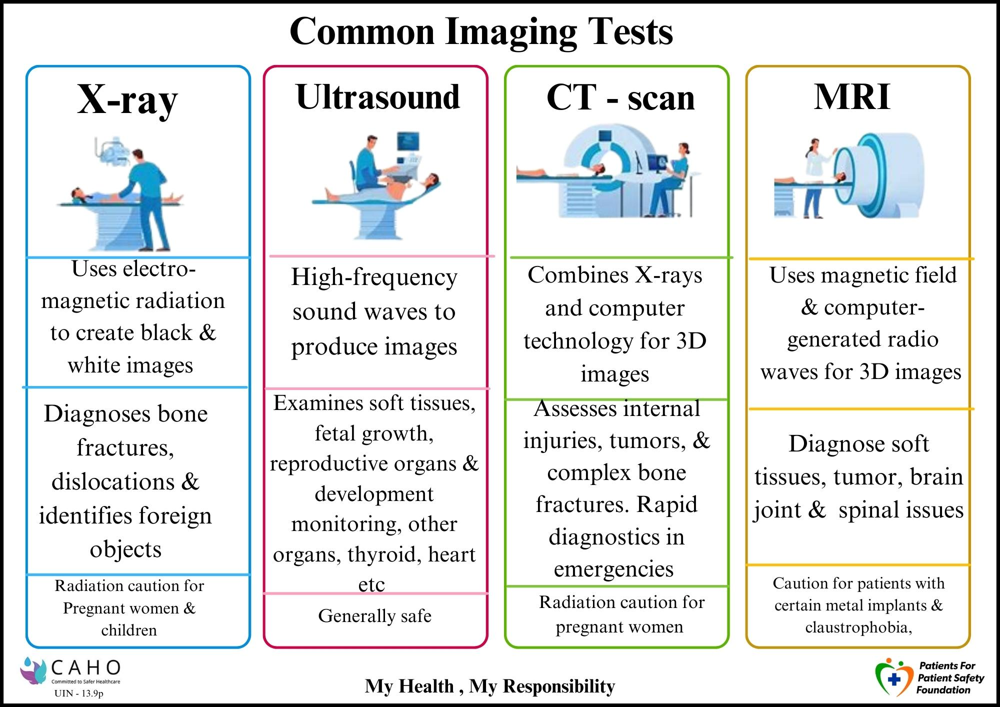 Common Imaging Tests
X-ray
Uses electro-
magnetic radiation
to create black &
white images
Diagnoses bone
fractures,
dislocations &
identifies foreign
objects
Radiation caution for
Pregnant women &
children
Ultrasound
High-frequency
sound waves to
produce images
Examines soft tissues,
fetal growth,
reproductive organs &
development
monitoring, other
organs, thyroid, heart
etc
Generally safe
CT - scan
Combines X-rays
and computer
technology for 3D
images
Assesses internal
injuries, tumors, &
complex bone
fractures. Rapid
diagnostics in
emergencies
Radiation caution for
pregnant women
MRI
Uses magnetic field
& computer-
generated radio
waves for 3D images
Diagnose soft
tissues, tumor, brain
joint & spinal issues
Caution for patients with
certain metal implants &
claustrophobia,
CAHO
Committed to Safer Healthcare
UIN - 13.9p
My Health , My Responsibility
Patients For
Patient Safety
Foundation